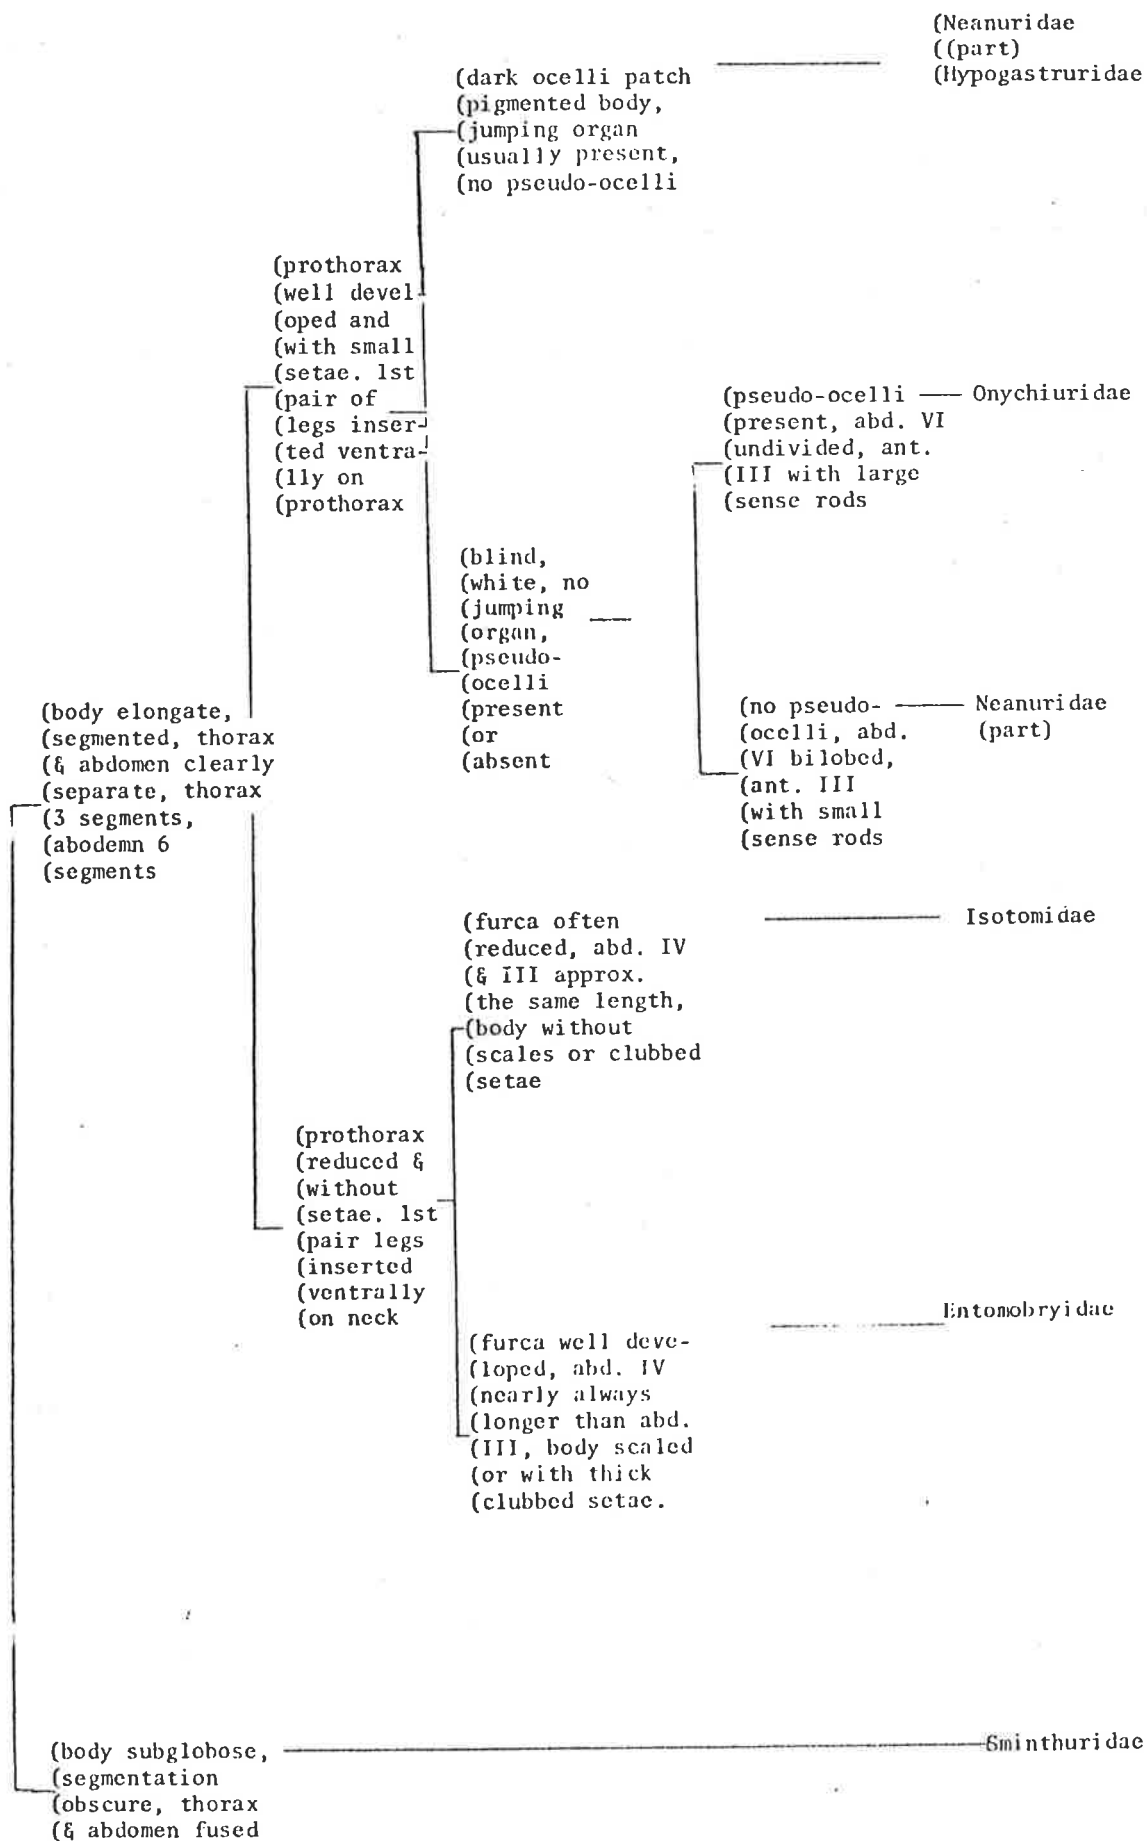 (Neanuridae
((part)
(Hypogastruridae
(dark ocelli patch
(pigmented body,
(jumping organ
(usually present,
(no pseudo-ocelli
(prothorax
(well devel-
(oped and
(with small
(setae. 1st
(pair of
(legs inser-
(ted ventra-
(lly on
(prothorax
(pseudo-ocelli
Onychiuridae
(present, abd. VI
(undivided, ant.
(III with large
(sense rods
(blind,
(white, no
(jumping
(organ,
(pseudo-
(ocelli
(present
(or
(absent
(no pseudo-
(ocelli, abd.
(VI bilobed,
(ant. III
(with small
(sense rods
Neanuridae
(part)
(body elongate,
(segmented, thorax
(& abdomen clearly
(separate, thorax
(3 segments,
(abodemn 6
(segments
(furca often
(reduced, abd. IV
(& III approx.
(the same length,
(body without
(scales or clubbed
(setae
Isotomidae
(prothorax
(reduced &
(without
(setae. 1st
(pair legs
(inserted
(ventrally
(on neck
(furca well deve-
(loped, abd. IV
(nearly always
(longer than abd.
(III, body scaled
(or with thick
(clubbed setae.
Entomobryidae
(body subglobose,
(segmentation
(obscure, thorax
(& abdomen fused
Sminthuridae